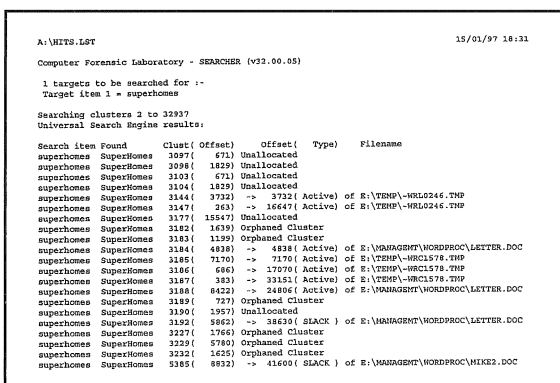 A:\HITS.LST 15/01/97 18:31
Computer Forensic Laboratory - SEARCHER (v32.00.05)
1 targets to be searched for :-
Target item 1 = superhomes
Searching clusters 2 to 32937
Universal Search Engine results:
Search item Found Clust( Offset) Offset( Type) Filename
superhomes SuperHomes 3097( 671) Unallocated
superhomes SuperHomes 3098( 1829) Unallocated
superhomes SuperHomes 3103( 671) Unallocated
superhomes SuperHomes 3104( 1829) Unallocated
superhomes SuperHomes 3144( 3732) -> 3732( Active) of E:\TEMP\~WRL0246.TMP
superhomes SuperHomes 3147( 263) -> 16647( Active) of E:\TEMP\~WRL0246.TMP
superhomes SuperHomes 3177( 15547) Unallocated
superhomes SuperHomes 3182( 1639) Orphaned Cluster
superhomes SuperHomes 3183( 1199) Orphaned Cluster
superhomes SuperHomes 3184( 4838) -> 4838( Active) of E:\MANAGEMT\WORDPROC\LETTER.DOC
superhomes SuperHomes 3185( 7170) -> 7170( Active) of E:\TEMP\~WRC1578.TMP
superhomes SuperHomes 3186( 686) -> 17070( Active) of E:\TEMP\~WRC1578.TMP
superhomes SuperHomes 3187( 383) -> 33151( Active) of E:\TEMP\~WRC1578.TMP
superhomes SuperHomes 3188( 8422) -> 24806( Active) of E:\MANAGEMT\WORDPROC\LETTER.DOC
superhomes SuperHomes 3189( 727) Orphaned Cluster
superhomes SuperHomes 3190( 1957) Unallocated
superhomes SuperHomes 3192( 5862) -> 38630( SLACK ) of E:\MANAGEMT\WORDPROC\LETTER.DOC
superhomes SuperHomes 3227( 1766) Orphaned Cluster
superhomes SuperHomes 3229( 5780) Orphaned Cluster
superhomes SuperHomes 3232( 1625) Orphaned Cluster
superhomes SuperHomes 5385( 8832) -> 41600( SLACK ) of E:\MANAGEMT\WORDPROC\MIKE2.DOC